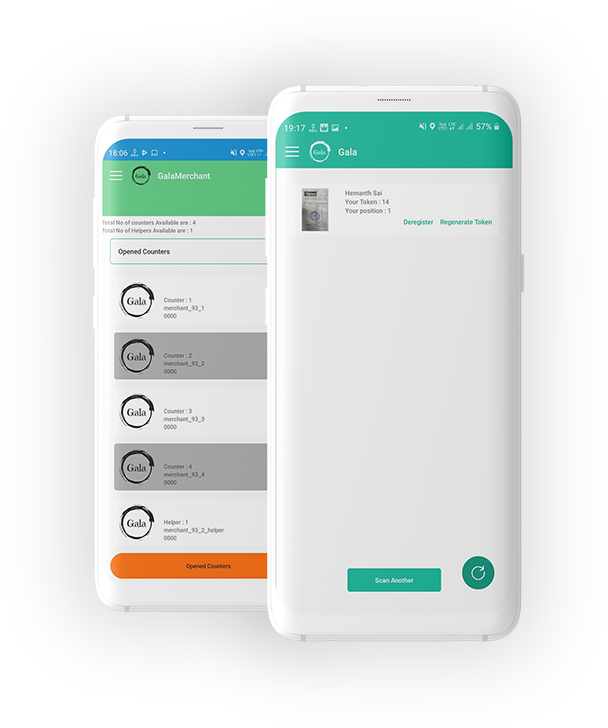 18:06
GalaMerchant
Total No of counters Available are : 4
Total No of Helpers Available are : 1
Opened Counters
Gala
Counter : 1
merchant_93_1
0000
Gala
Counter : 2
merchant_93_2
0000
Gala
Counter : 3
merchant_93_3
0000
Gala
Counter : 4
merchant_93_4
0000
Gala
Helper : 1
merchant_93_2_helper
0000
Opened Counters
19:17
57%
Gala
Gala
Hemanth Sai
Your Token : 14
Your position : 1
Deregister Regenerate Token
Scan Another